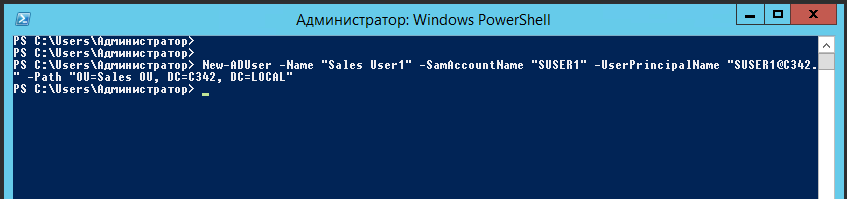 Администратор: Windows PowerShell
PS C:\Users\Администратор>
PS C:\Users\Администратор>
PS C:\Users\Администратор> New-ADUser -Name "Sales User1" -SamAccountName "SUSER1" -UserPrincipalName "SUSER1@C342.
" -Path "OU=Sales OU, DC=C342, DC=LOCAL"
PS C:\Users\Администратор> _